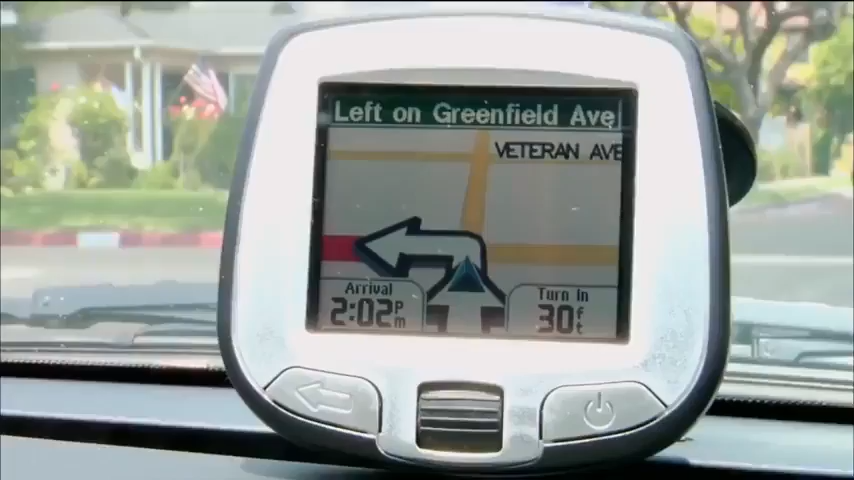 Left on Greenfield Ave
VETERAN AVE
Arrival
2:02Pm
Turn In
30ft